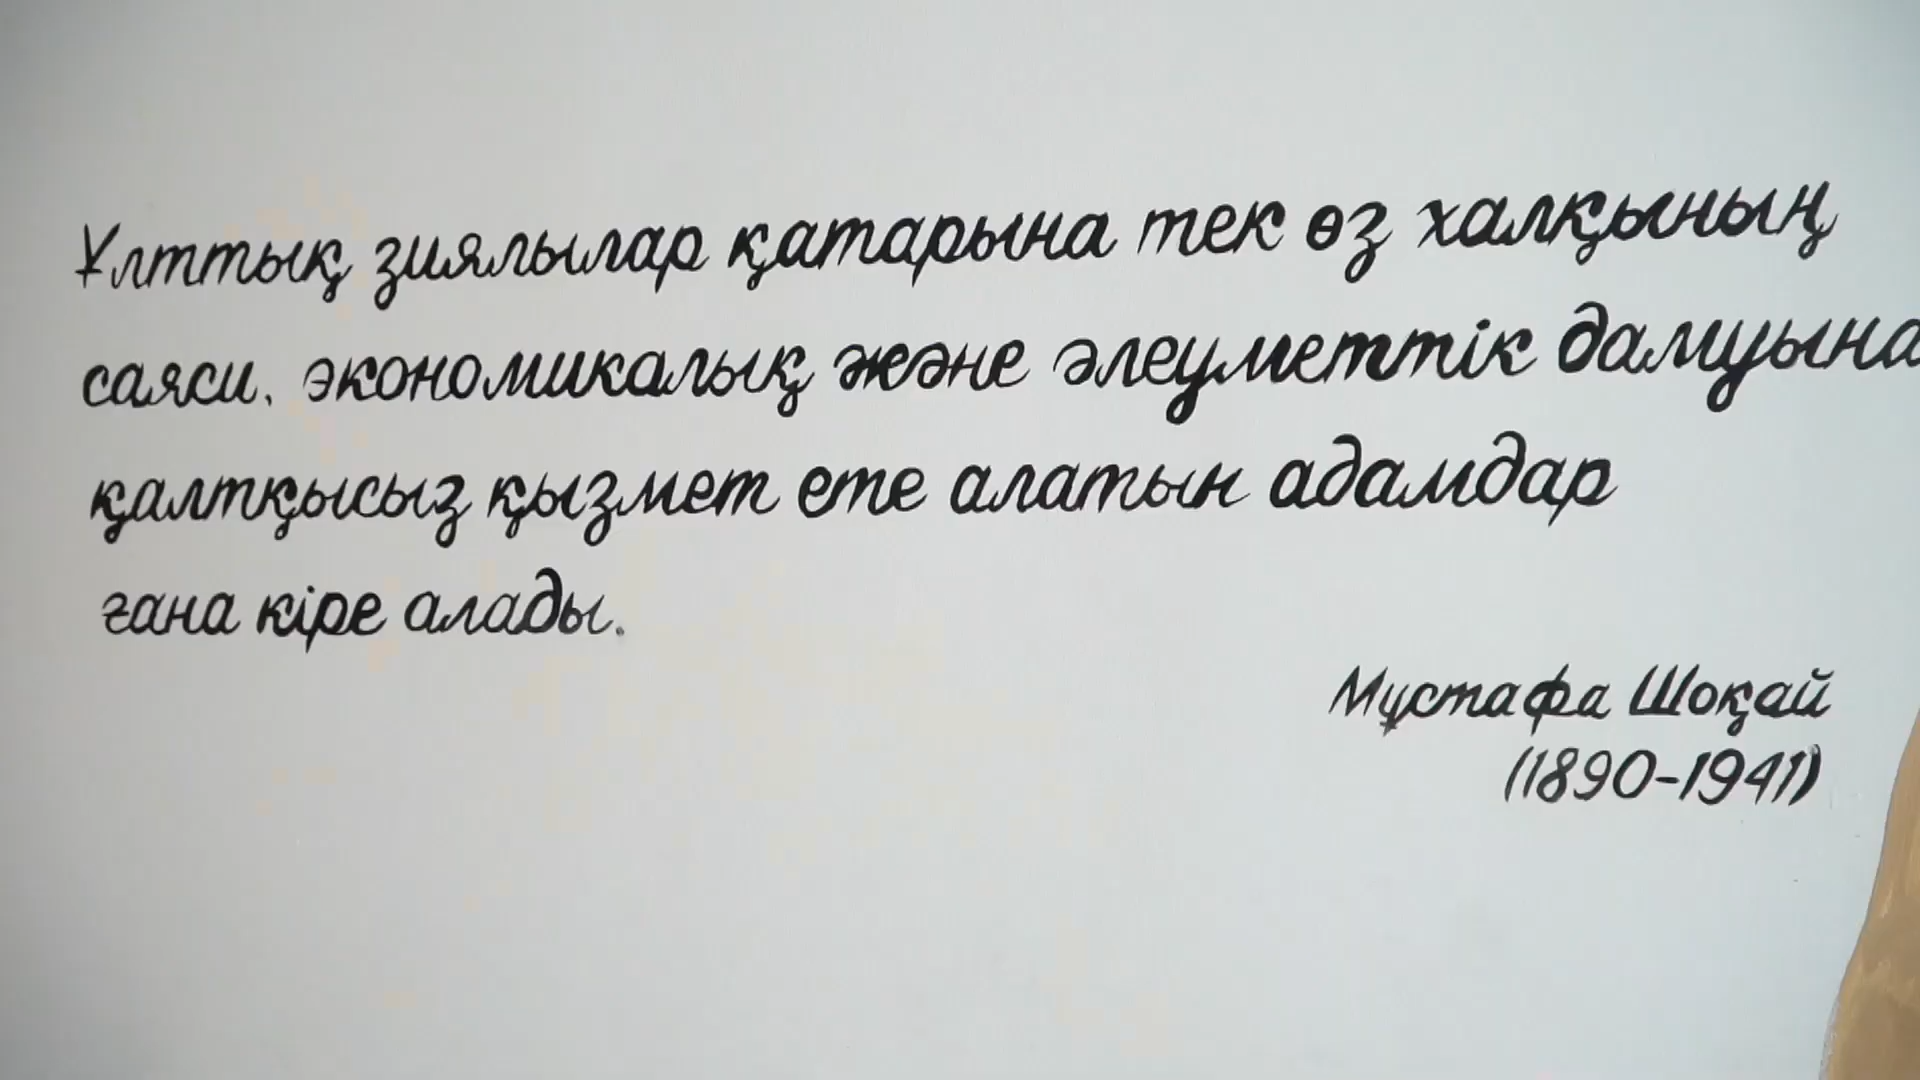 Ұлттық зиялылар қатарына тек өз халқының
саяси, экономикалық және әлеуметтік дамуына
қалтқысыз қызмет ете алатын адамдар
ғана кіре алады.
Мұстафа Шоқай
(1890-1941)